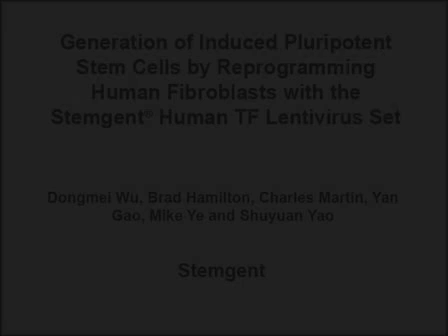 Generation of Induced Pluripotent
Stem Cells by Reprogramming
Human Fibroblasts with the
Stemgent® Human TF Lentivirus Set
Dongmei Wu, Brad Hamilton, Charles Martin, Yan
Gao, Mike Ye and Shuyuan Yao
Stemgent